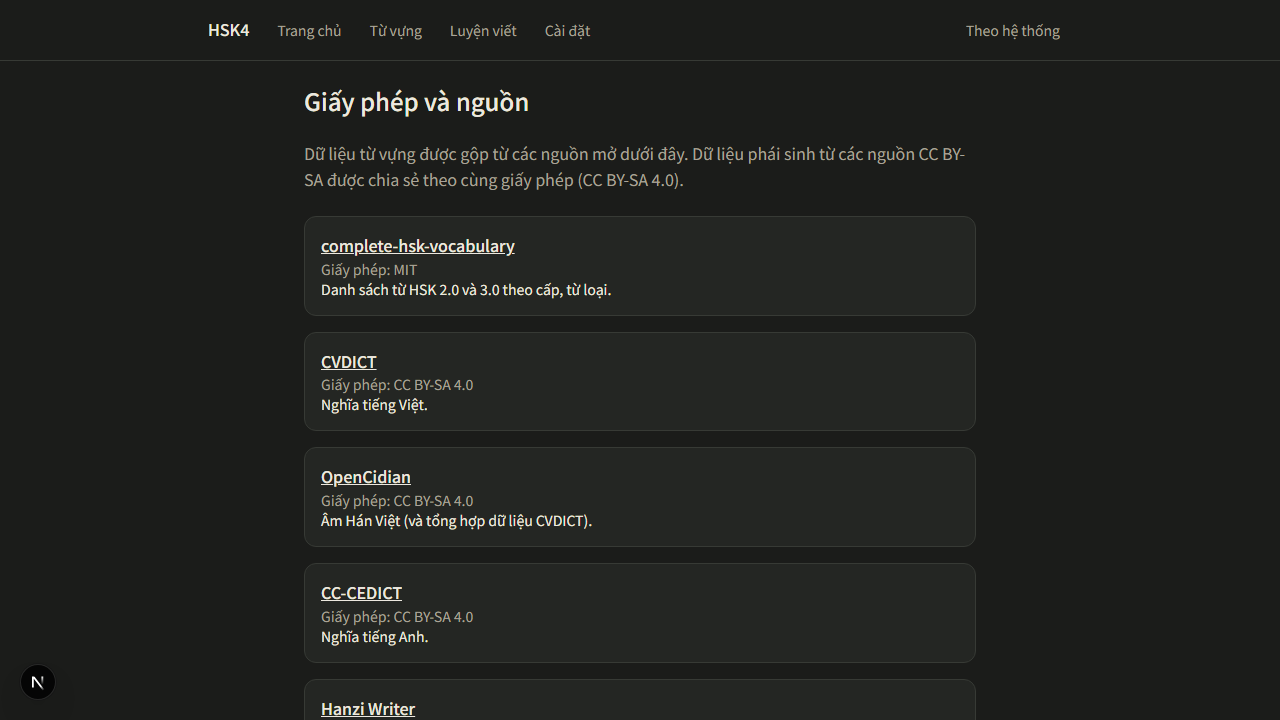 HSK4
Trang chủ
Từ vựng
Luyện viết
Cài đặt
Theo hệ thống
Giấy phép và nguồn
Dữ liệu từ vựng được gộp từ các nguồn mở dưới đây. Dữ liệu phái sinh từ các nguồn CC BY-
SA được chia sẻ theo cùng giấy phép (CC BY-SA 4.0).
complete-hsk-vocabulary
Giấy phép: MIT
Danh sách từ HSK 2.0 và 3.0 theo cấp, từ loại.
CVDICT
Giấy phép: CC BY-SA 4.0
Nghĩa tiếng Việt.
OpenCidian
Giấy phép: CC BY-SA 4.0
Âm Hán Việt (và tổng hợp dữ liệu CVDICT).
CC-CEDICT
Giấy phép: CC BY-SA 4.0
Nghĩa tiếng Anh.
Hanzi Writer
N